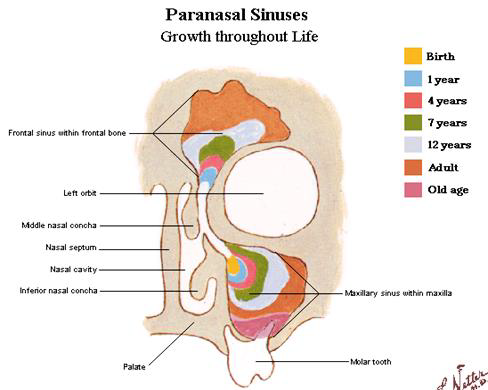 Paranasal Sinuses
Growth throughout Life
Birth
1 year
4 years
7 years
12 years
Adult
Old age
Frontal sinus within frontal bone
Left orbit
Middle nasal concha
Nasal septum
Nasal cavity
Inferior nasal concha
Maxillary sinus within maxilla
Palate
Molar tooth
Netter